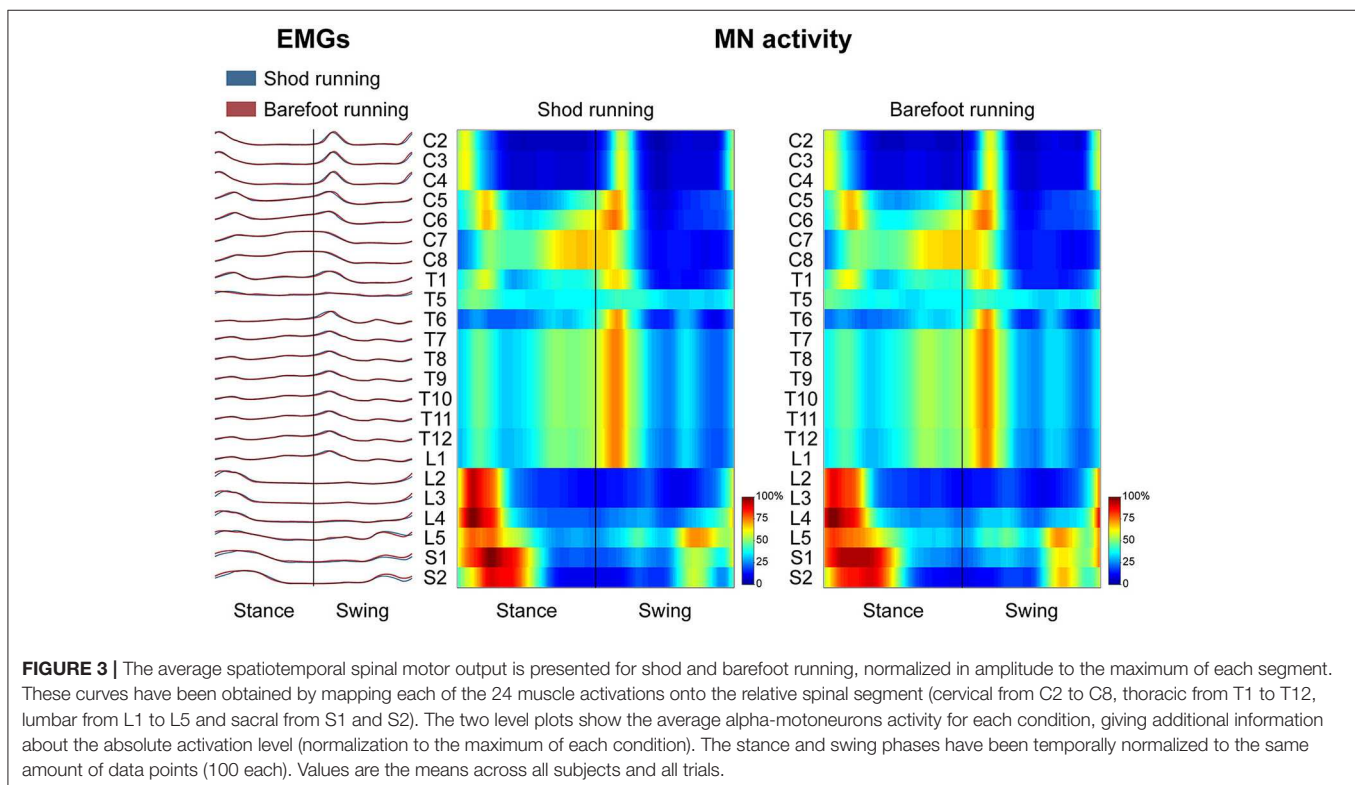 EMGs
MN activity
Shod running
Barefoot running
Shod running
Barefoot running
C2
C3
C4
C5
C6
C7
C8
T1
T5
T6
T7
T8
T9
T10
T11
T12
L1
L2
L3
L4
L5
S1
S2
100%
75
50
25
0
C2
C3
C4
C5
C6
C7
C8
T1
T5
T6
T7
T8
T9
T10
T11
T12
L1
L2
L3
L4
L5
S1
S2
100%
75
50
25
0
Stance Swing
Stance Swing
Stance Swing
FIGURE 3 | The average spatiotemporal spinal motor output is presented for shod and barefoot running, normalized in amplitude to the maximum of each segment.
These curves have been obtained by mapping each of the 24 muscle activations onto the relative spinal segment (cervical from C2 to C8, thoracic from T1 to T12,
lumbar from L1 to L5 and sacral from S1 and S2). The two level plots show the average alpha-motoneurons activity for each condition, giving additional information
about the absolute activation level (normalization to the maximum of each condition). The stance and swing phases have been temporally normalized to the same
amount of data points (100 each). Values are the means across all subjects and all trials.